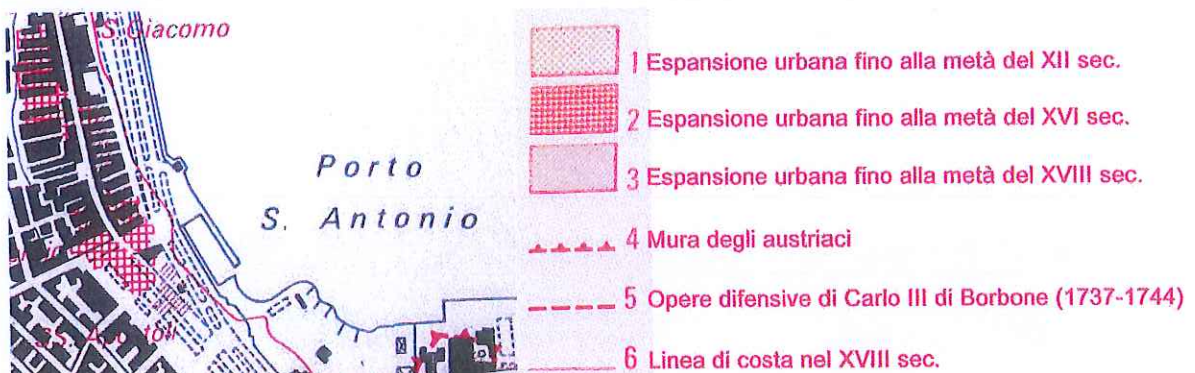 S. Giacomo
Porto
S. Antonio
1 Espansione urbana fino alla metà del XII sec.
2 Espansione urbana fino alla metà del XVI sec.
3 Espansione urbana fino alla metà del XVIII sec.
4 Mura degli austriaci
5 Opere difensive di Carlo III di Borbone (1737-1744)
6 Linea di costa nel XVIII sec.